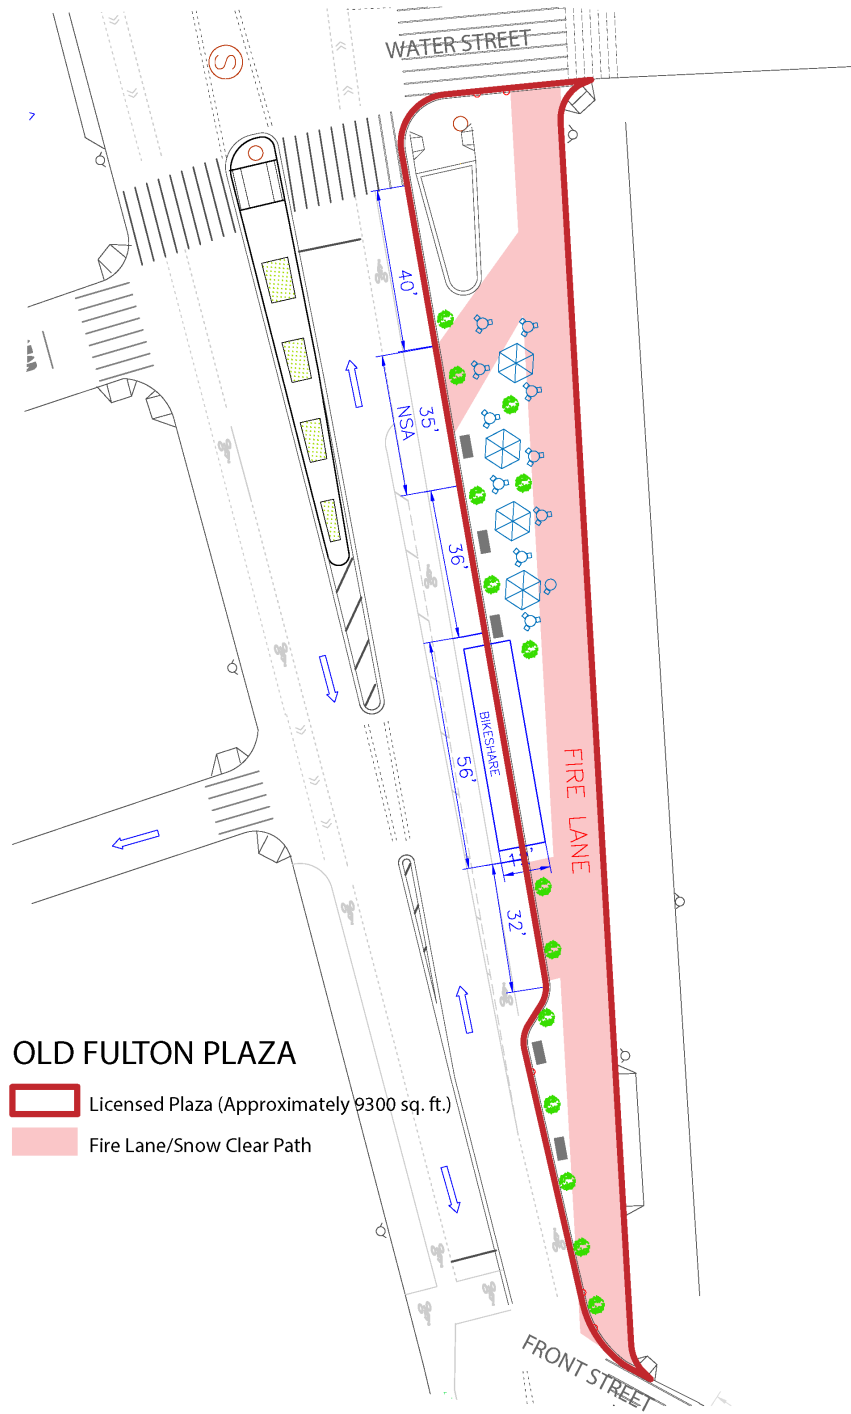 WATER STREET
S
40'
35'
NSA
36'
BIKESHARE
56'
FIRE LANE
32'
OLD FULTON PLAZA
Licensed Plaza (Approximately 9300 sq. ft.)
Fire Lane/Snow Clear Path
FRONT STREET